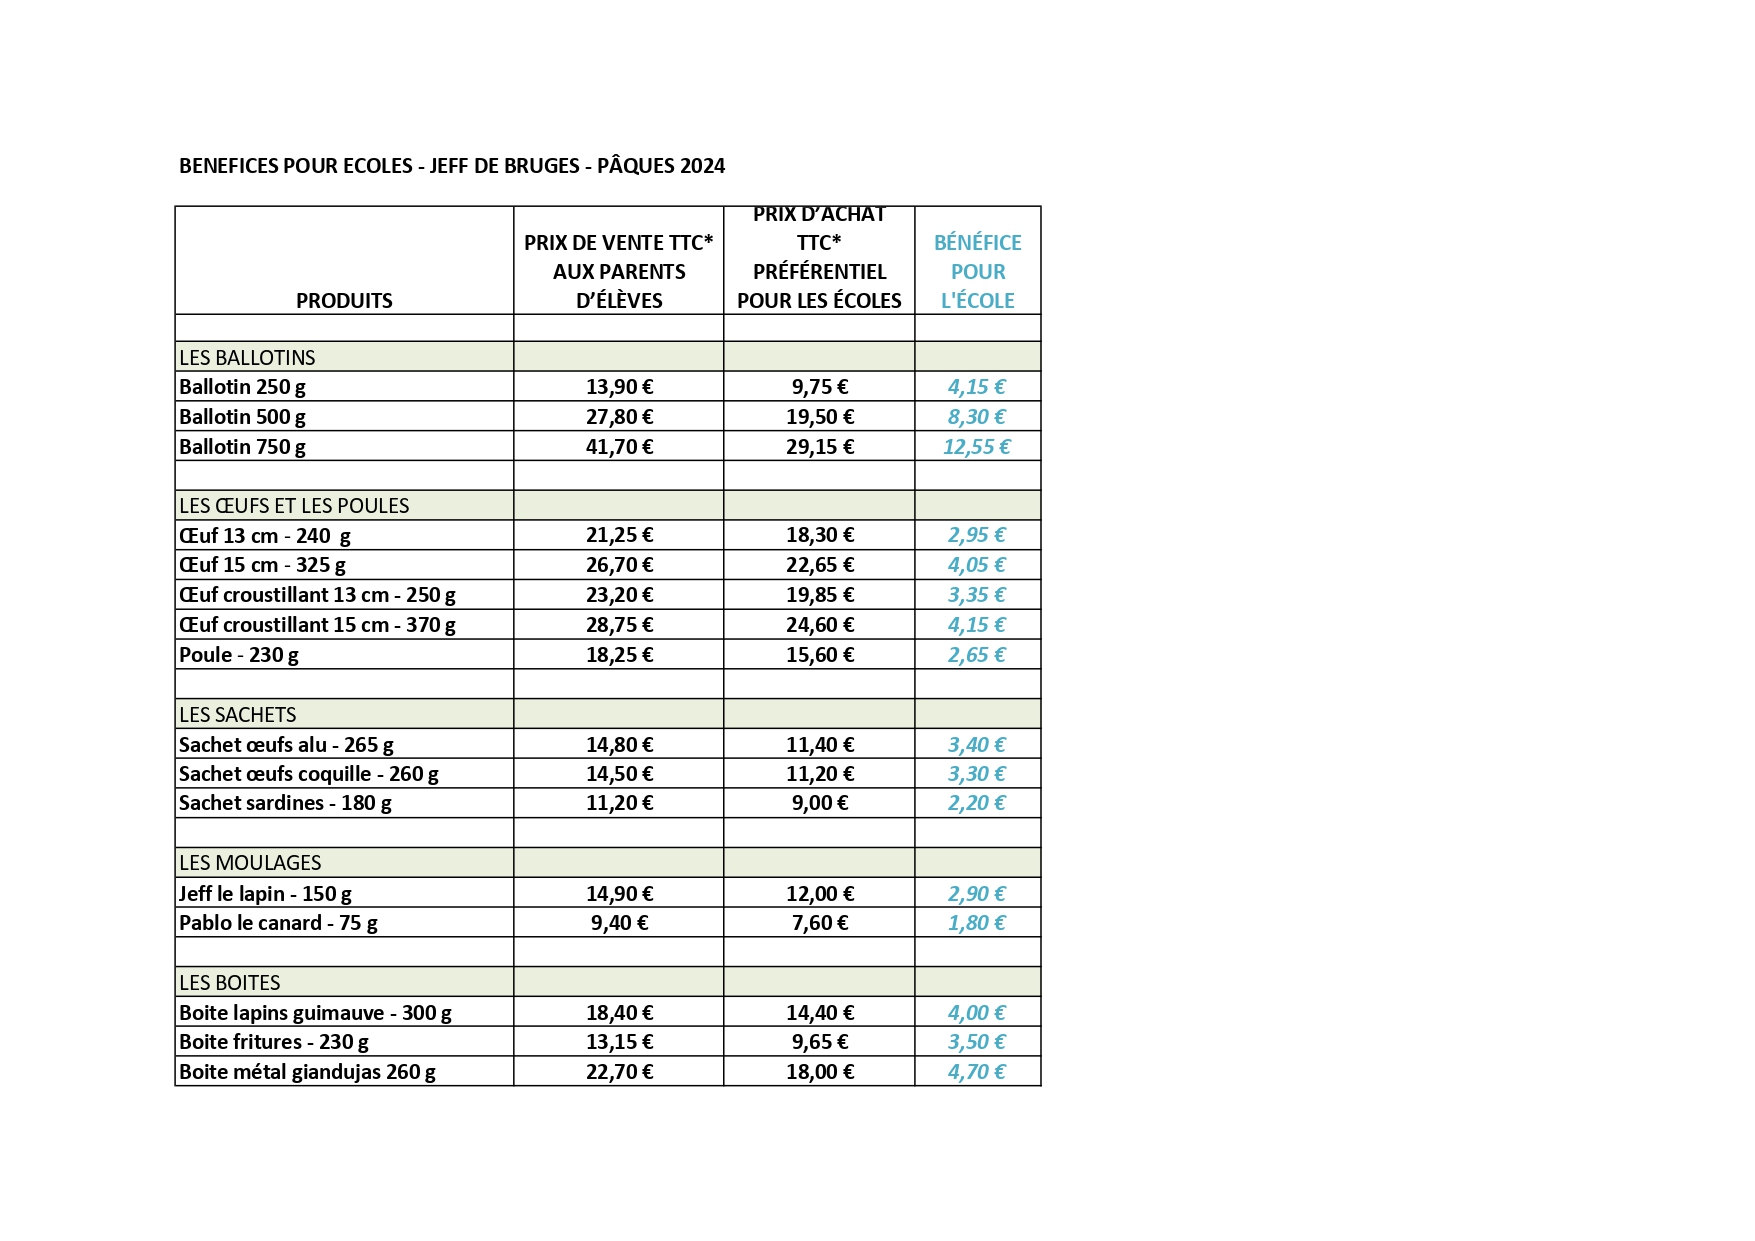 BENEFICES POUR ECOLES - JEFF DE BRUGES - PÂQUES 2024
PRODUITS
PRIX DE VENTE TTC*
AUX PARENTS
D’ÉLÈVES
PRIX D’ACHAT
TTC*
PRÉFÉRENTIEL
POUR LES ÉCOLES
BÉNÉFICE
POUR
L'ÉCOLE
LES BALLOTINS
Ballotin 250 g 13,90 € 9,75 € 4,15 €
Ballotin 500 g 27,80 € 19,50 € 8,30 €
Ballotin 750 g 41,70 € 29,15 € 12,55 €
LES ŒUFS ET LES POULES
Œuf 13 cm - 240 g 21,25 € 18,30 € 2,95 €
Œuf 15 cm - 325 g 26,70 € 22,65 € 4,05 €
Œuf croustillant 13 cm - 250 g 23,20 € 19,85 € 3,35 €
Œuf croustillant 15 cm - 370 g 28,75 € 24,60 € 4,15 €
Poule - 230 g 18,25 € 15,60 € 2,65 €
LES SACHETS
Sachet œufs alu - 265 g 14,80 € 11,40 € 3,40 €
Sachet œufs coquille - 260 g 14,50 € 11,20 € 3,30 €
Sachet sardines - 180 g 11,20 € 9,00 € 2,20 €
LES MOULAGES
Jeff le lapin - 150 g 14,90 € 12,00 € 2,90 €
Pablo le canard - 75 g 9,40 € 7,60 € 1,80 €
LES BOITES
Boite lapins guimauve - 300 g 18,40 € 14,40 € 4,00 €
Boite fritures - 230 g 13,15 € 9,65 € 3,50 €
Boite métal giandujas 260 g 22,70 € 18,00 € 4,70 €